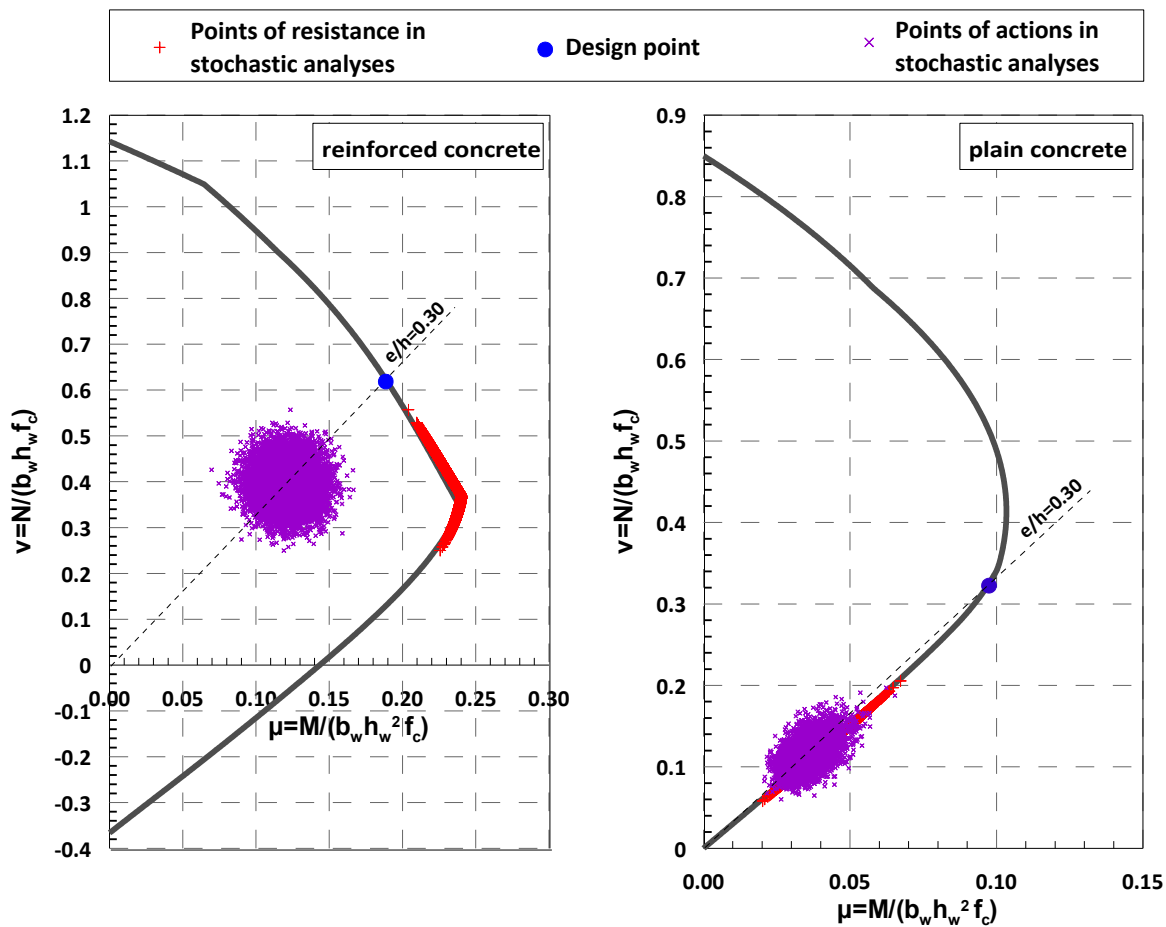 Points of resistance in
stochastic analyses
Design point
Points of actions in
stochastic analyses
reinforced concrete
1.2
1.1
1
0.9
0.8
0.7
0.6
0.5
0.4
0.3
0.2
0.1
0
-0.1
-0.2
-0.3
-0.4
ν=N/(b_w h_w f_c)
e/h=0.30
0.00 0.05 0.10 0.15 0.20 0.25 0.30
μ=M/(b_w h_w² f_c)
plain concrete
0.9
0.8
0.7
0.6
0.5
0.4
0.3
0.2
0.1
0
ν=N/(b_w h_w f_c)
e/h=0.30
0.00 0.05 0.10 0.15
μ=M/(b_w h_w² f_c)